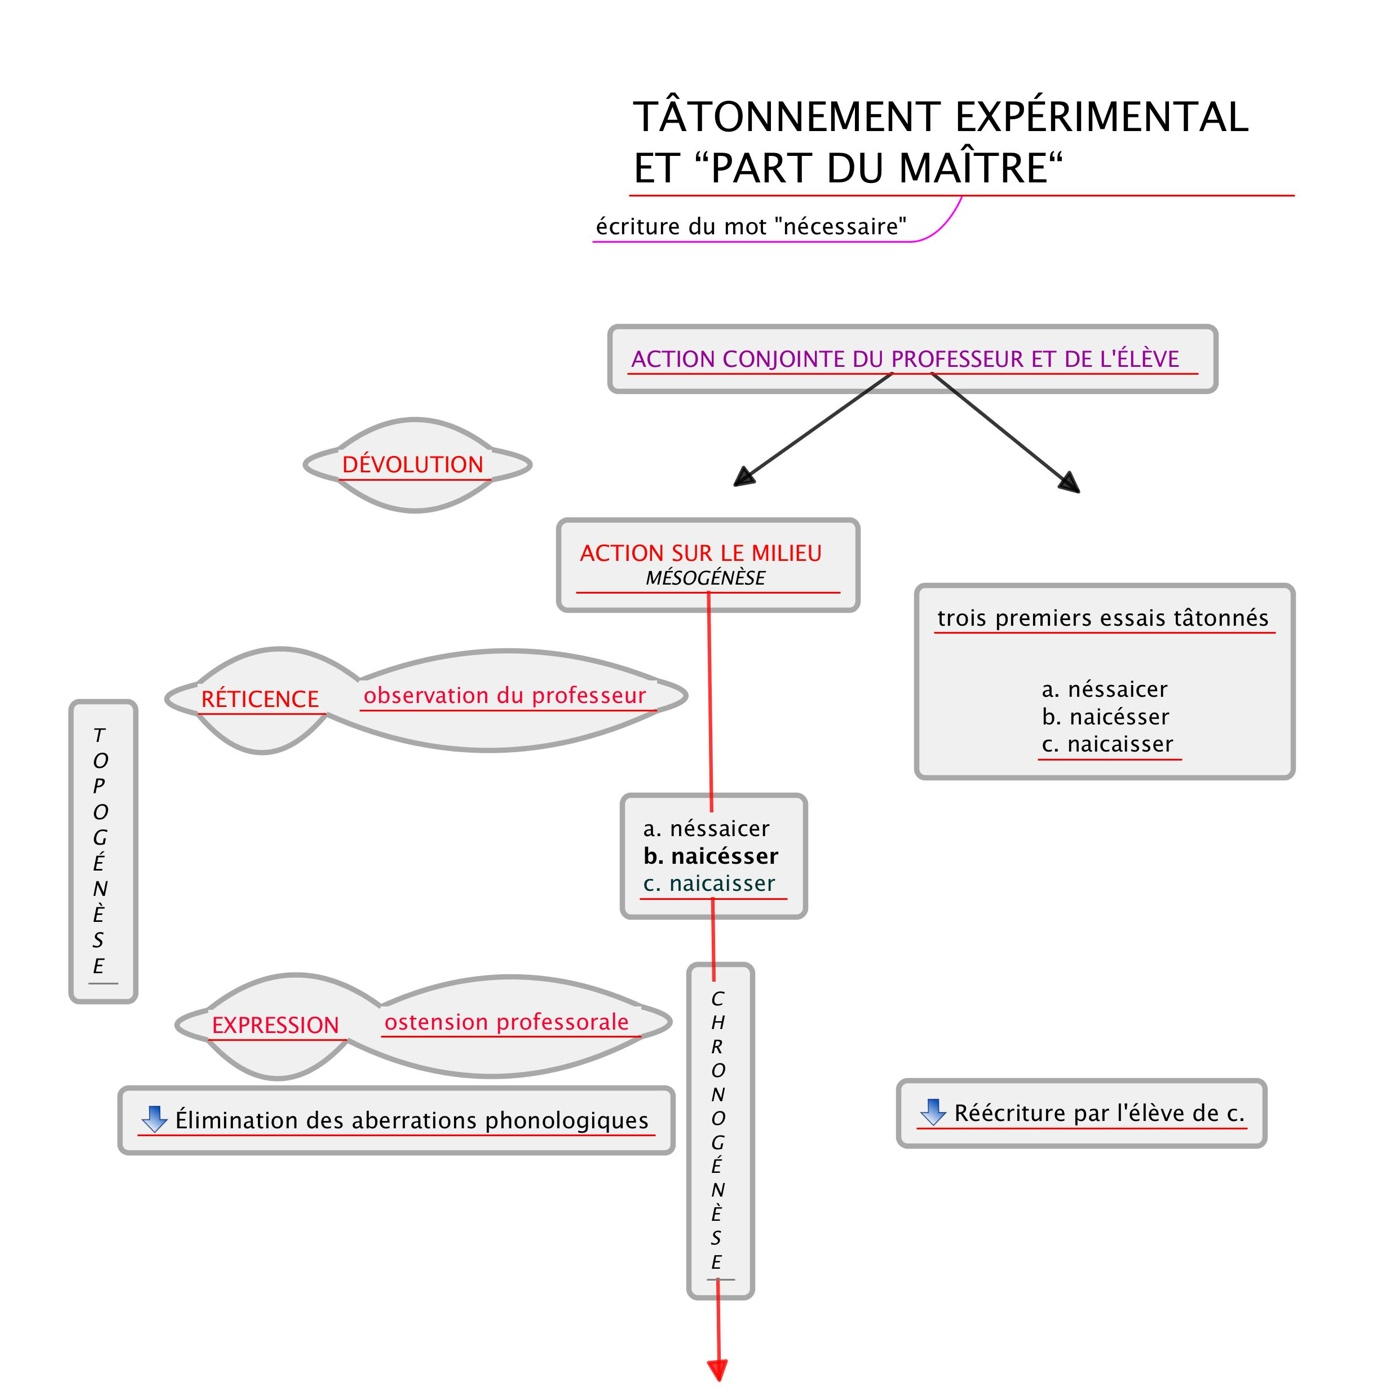 TÂTONNEMENT EXPÉRIMENTAL
ET “PART DU MAÎTRE“
écriture du mot "nécessaire"
ACTION CONJOINTE DU PROFESSEUR ET DE L'ÉLÈVE
DÉVOLUTION
ACTION SUR LE MILIEU
MÉSOGÉNÈSE
trois premiers essais tâtonnés
a. néssaicer
b. naicésser
c. naicaisser
RÉTICENCE
observation du professeur
TOPOGÉNÈSE
a. néssaicer
b. naicésser
c. naicaisser
EXPRESSION
ostension professorale
CHRONOGÉNÈSE
Élimination des aberrations phonologiques
Réécriture par l'élève de c.